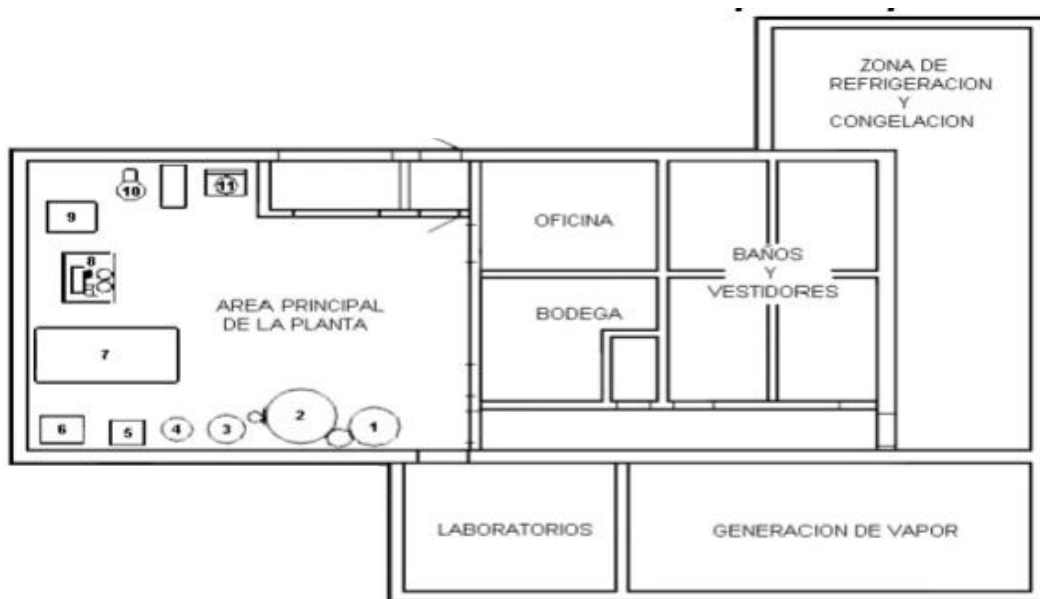 ZONA DE
REFRIGERACION
Y
CONGELACION
10
11
9
OFICINA
8
BAÑOS
Y
VESTIDORES
AREA PRINCIPAL
DE LA PLANTA
BODEGA
7
6
5
4
3
2
1
LABORATORIOS
GENERACION DE VAPOR